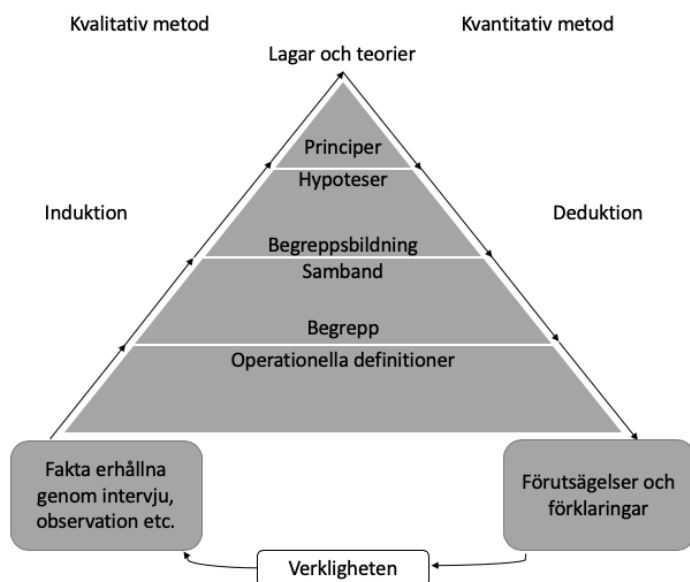 Kvalitativ metod
Kvantitativ metod
Lagar och teorier
Principer
Hypoteser
Induktion
Deduktion
Begreppsbildning
Samband
Begrepp
Operationella definitioner
Fakta erhållna
genom intervju,
observation etc.
Förutsägelser och
förklaringar
Verkligheten